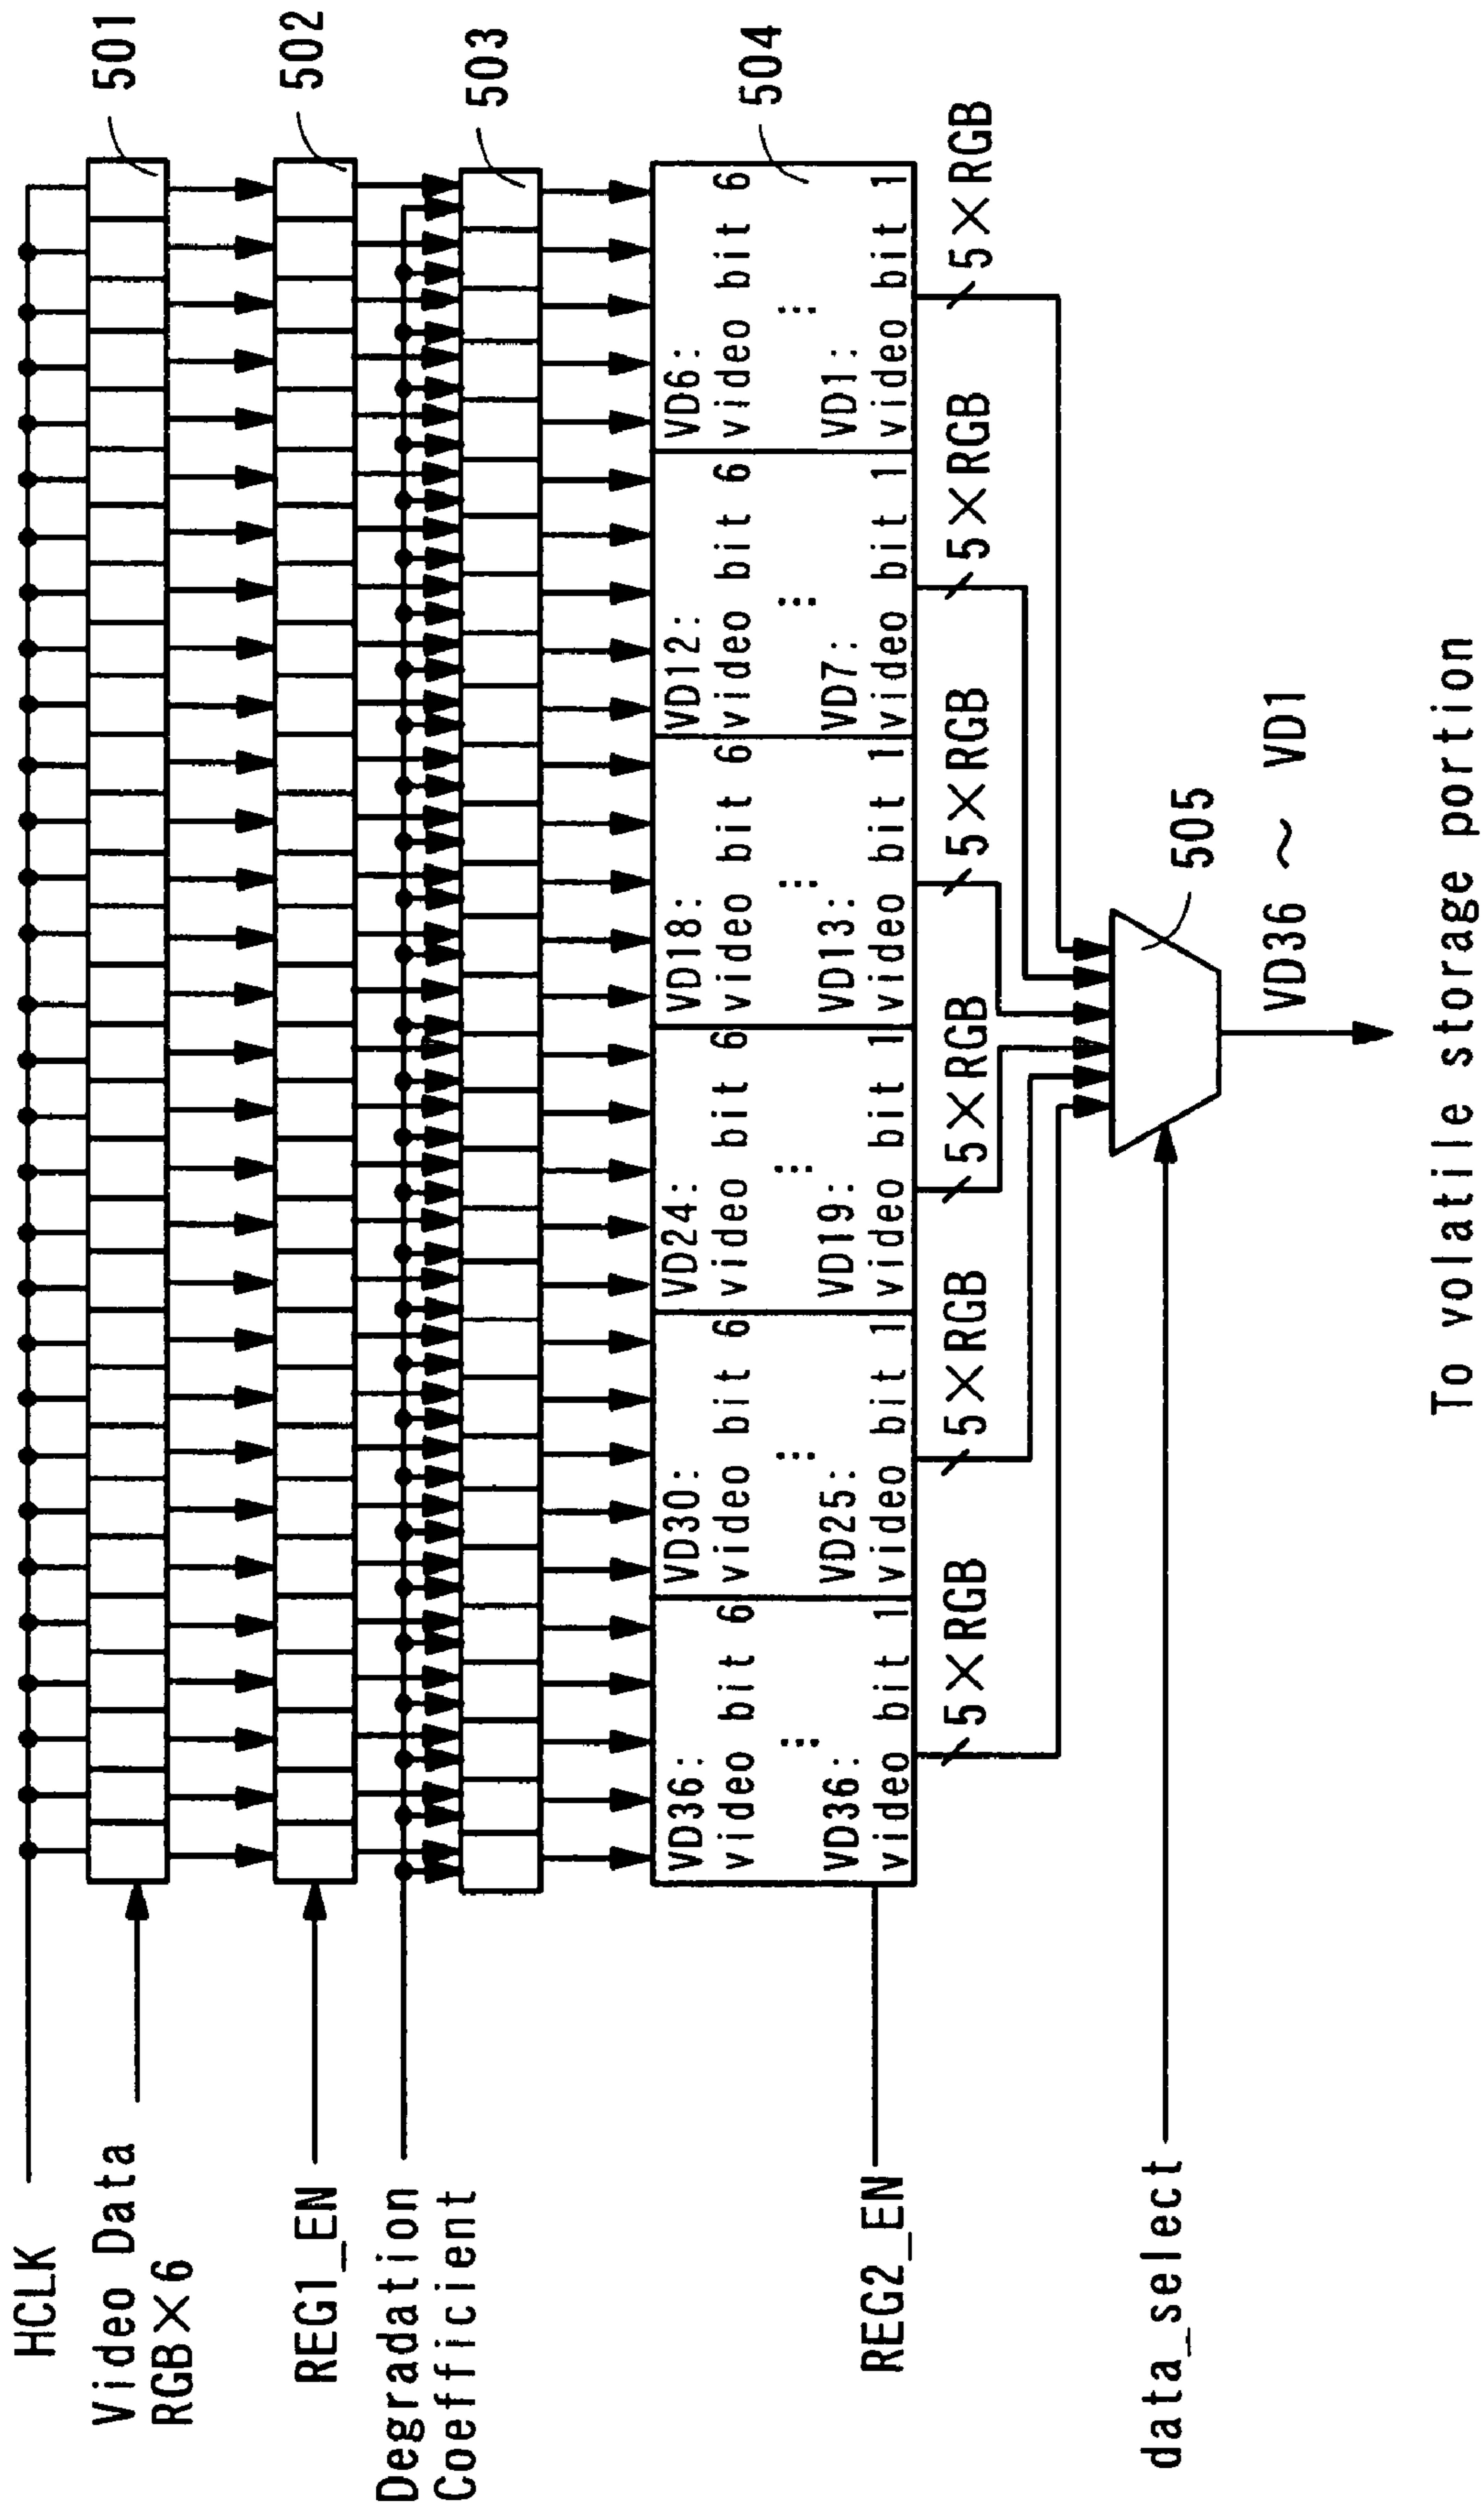 HCLK
Video Data
RGB×6
REG1_EN
Degradation
Coefficient
REG2_EN
data_select
501
502
503
504
VD36:
video bit 6
⋮
VD36:
video bit 1
VD30:
video bit 6
⋮
VD25:
video bit 1
VD24:
video bit 6
⋮
VD19:
video bit 1
VD18:
video bit 6
⋮
VD13:
video bit 1
VD12:
video bit 6
⋮
VD7:
video bit 1
VD6:
video bit 6
⋮
VD1:
video bit 1
5×RGB
5×RGB
5×RGB
5×RGB
5×RGB
5×RGB
505
VD36 ~ VD1
To volatile storage portion